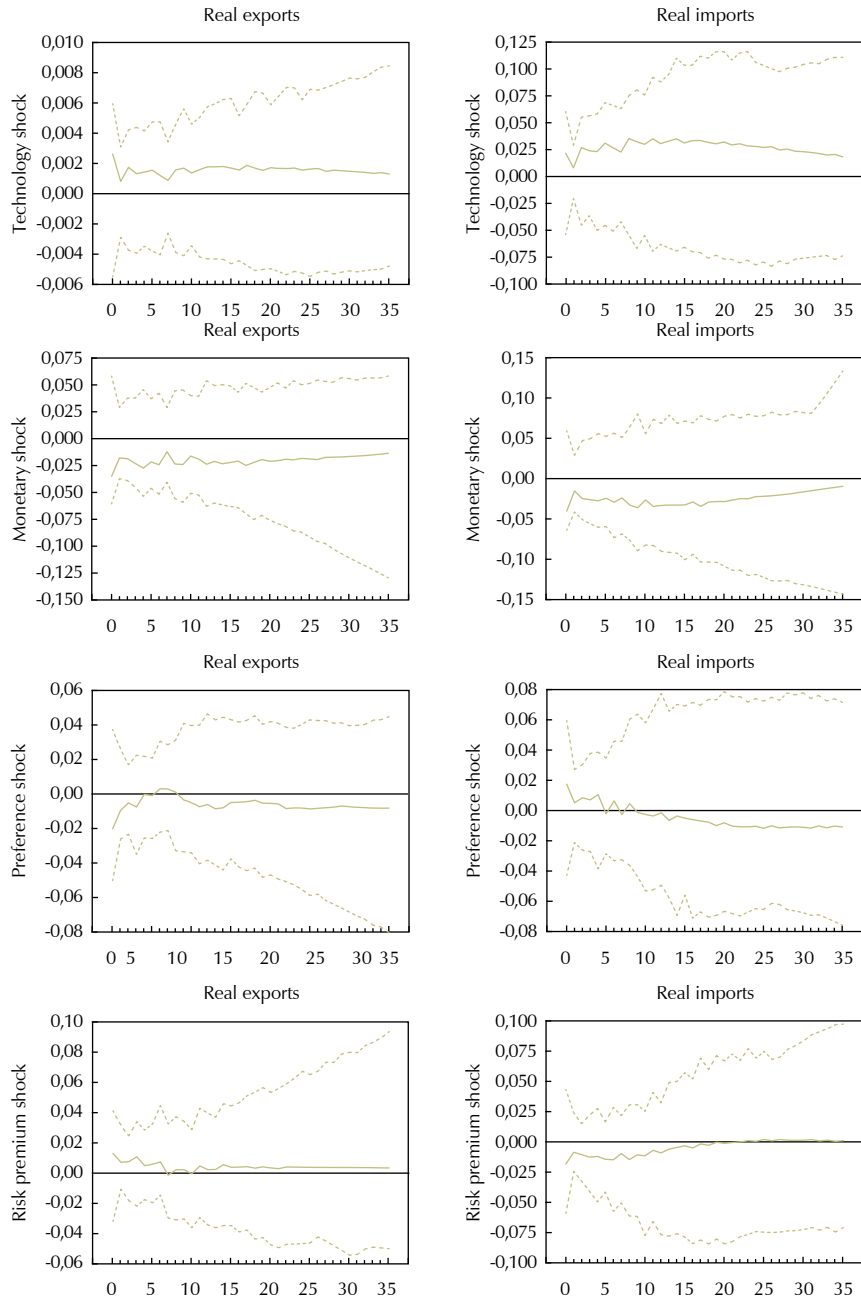 Real exports
Technology shock
0,010
0,008
0,006
0,004
0,002
0,000
-0,002
-0,004
-0,006
0 5 10 15 20 25 30 35
Real imports
Technology shock
0,125
0,100
0,075
0,050
0,025
0,000
-0,025
-0,050
-0,075
-0,100
0 5 10 15 20 25 30 35
Real exports
Monetary shock
0,075
0,050
0,025
0,000
-0,025
-0,050
-0,075
-0,100
-0,125
-0,150
0 5 10 15 20 25 30 35
Real imports
Monetary shock
0,15
0,10
0,05
0,00
-0,05
-0,10
-0,15
0 5 10 15 20 25 30 35
Real exports
Preference shock
0,06
0,04
0,02
0,00
-0,02
-0,04
-0,06
-0,08
0 5 10 15 20 25 30 35
Real imports
Preference shock
0,08
0,06
0,04
0,02
0,00
-0,02
-0,04
-0,06
-0,08
0 5 10 15 20 25 30 35
Real exports
Risk premium shock
0,10
0,08
0,06
0,04
0,02
0,00
-0,02
-0,04
-0,06
0 5 10 15 20 25 30 35
Real imports
Risk premium shock
0,100
0,075
0,050
0,025
0,000
-0,025
-0,050
-0,075
-0,100
0 5 10 15 20 25 30 35